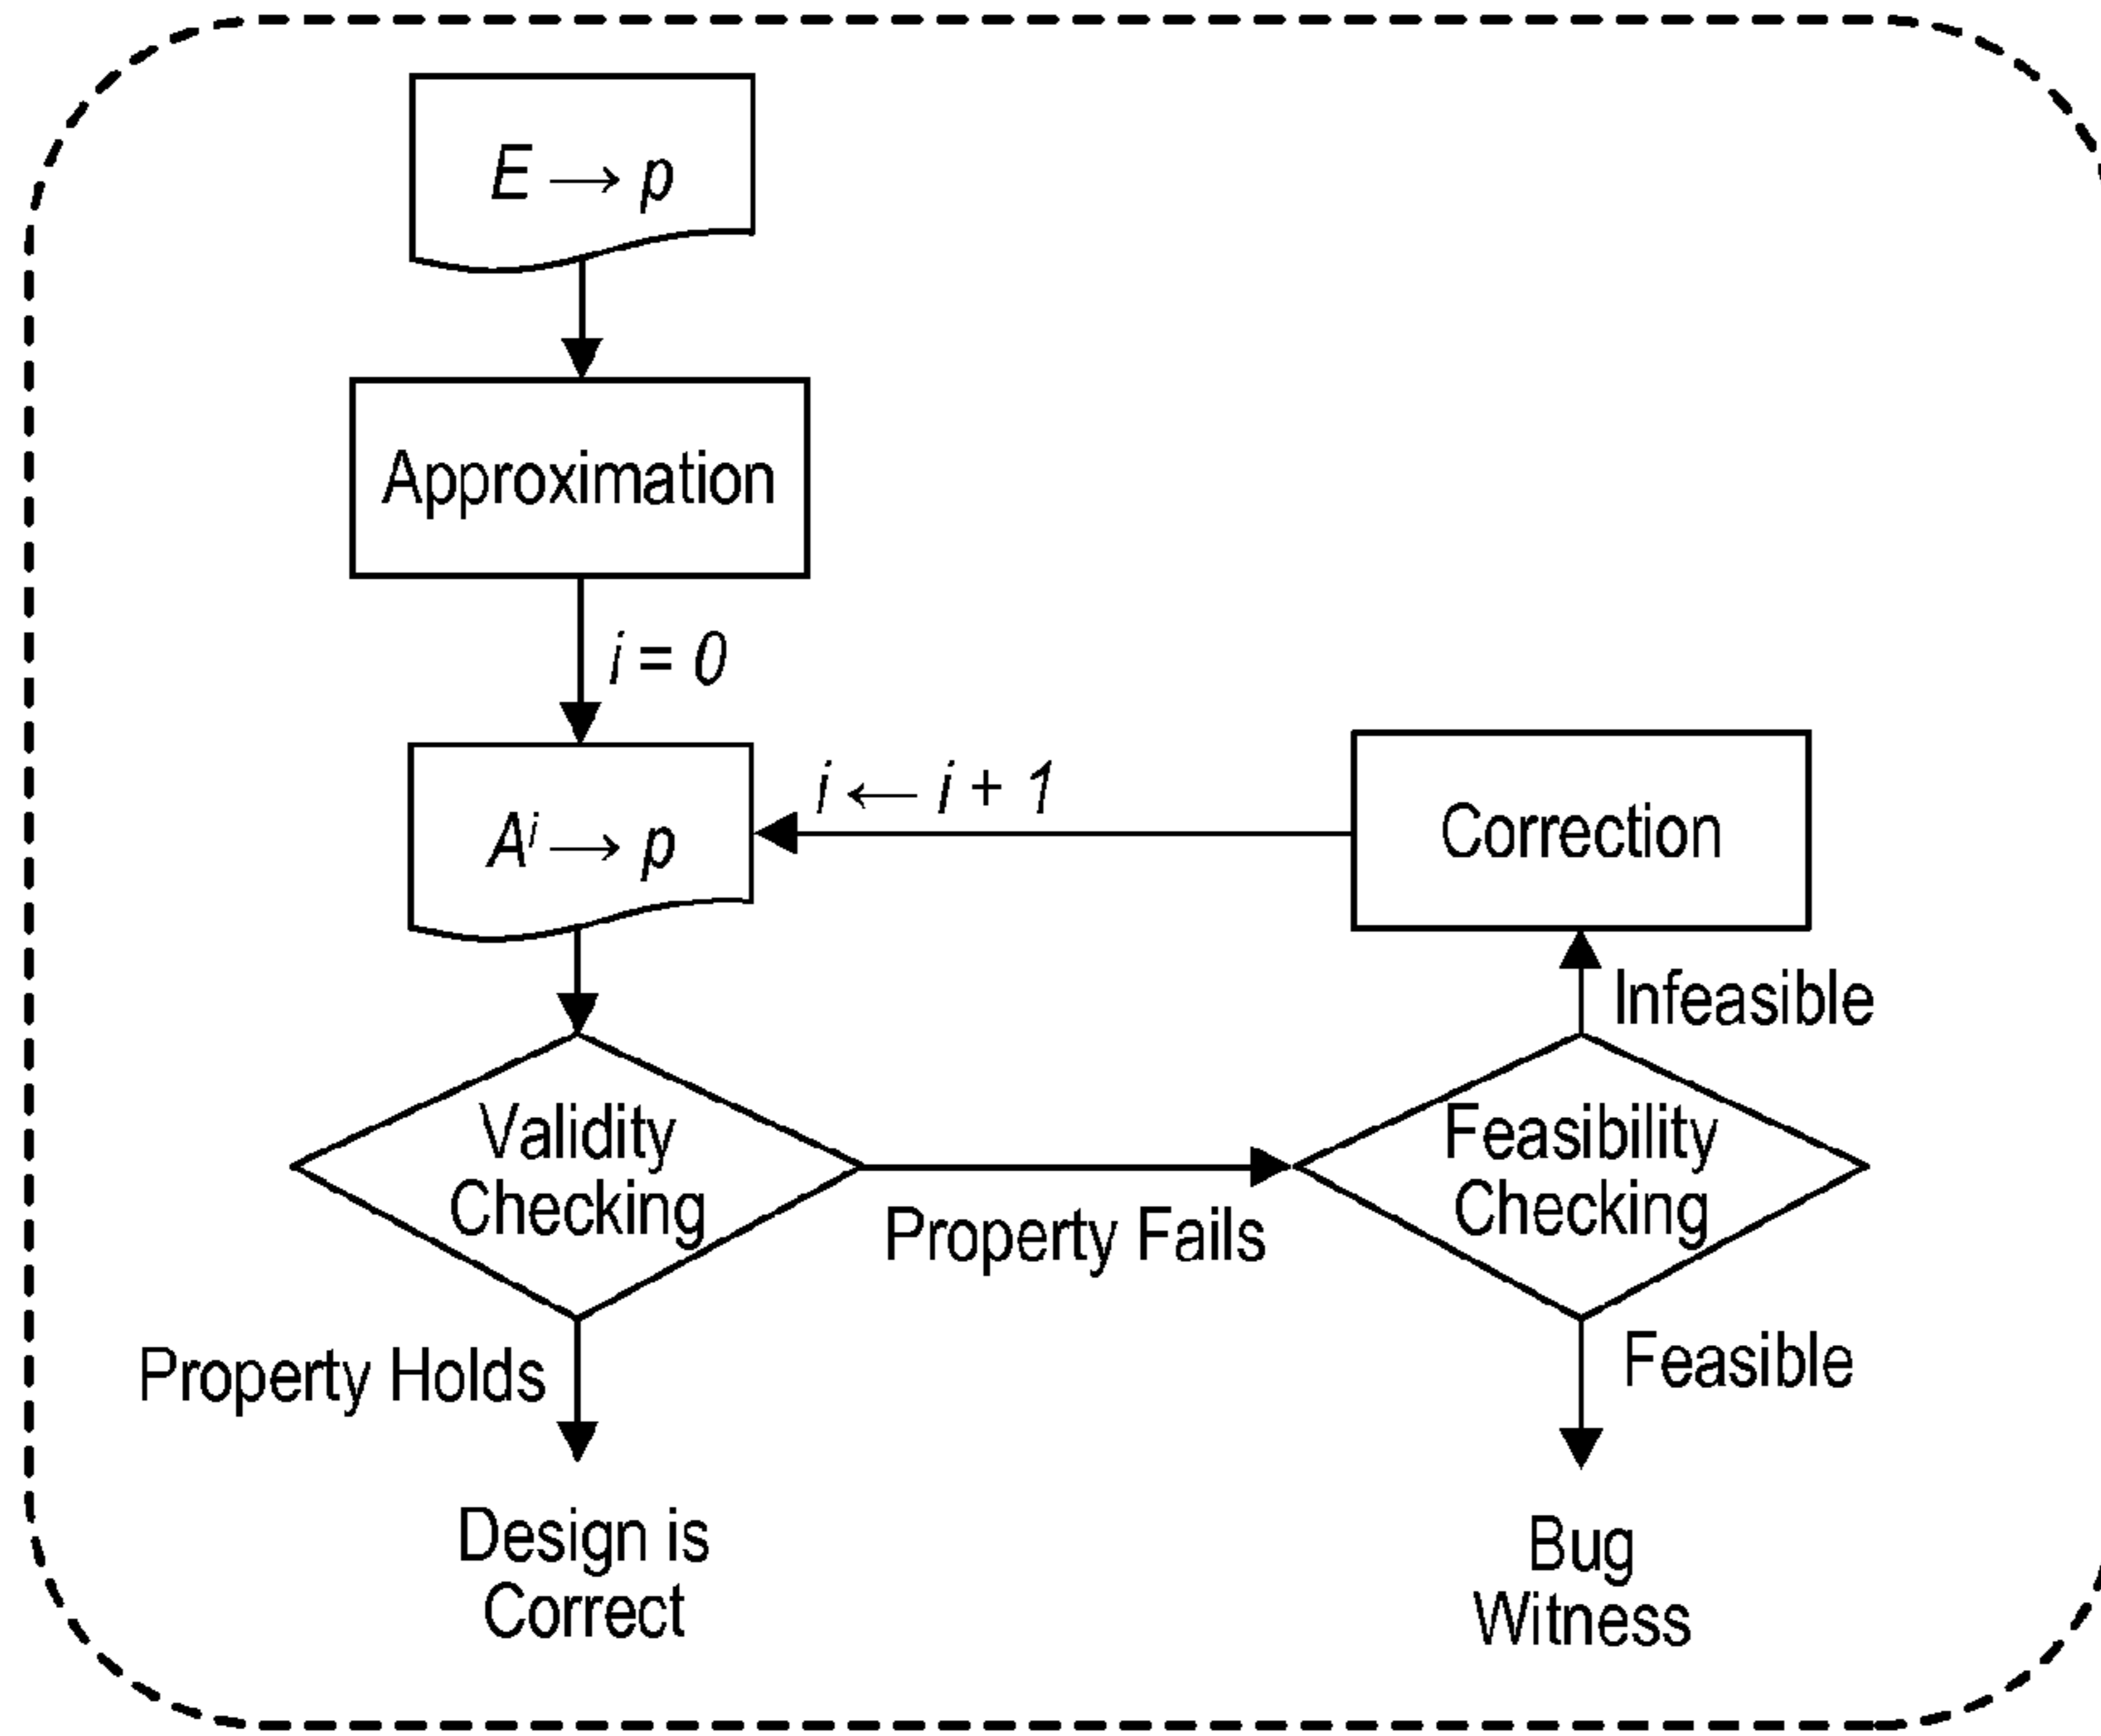 E → p
Approximation
i = 0
i ← i + 1
Aⁱ → p
Correction
Infeasible
Validity
Checking
Property Fails
Feasibility
Checking
Property Holds
Feasible
Design is
Correct
Bug
Witness